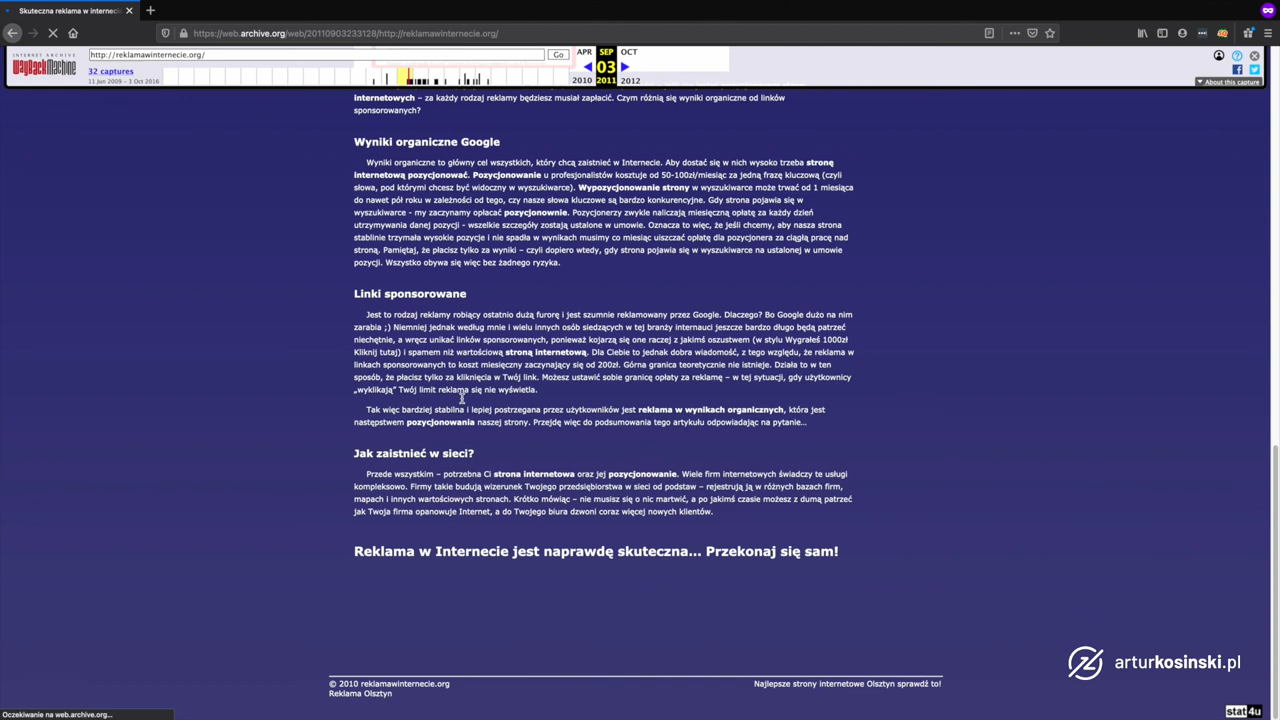 Skuteczna reklama w internecie
https://web.archive.org/web/20110903233128/http://reklamawinternecie.org/
INTERNET ARCHIVE
WayBackMachine
http://reklamawinternecie.org/
Go
32 captures
11 Jun 2009 – 3 Oct 2016
APR
SEP
OCT
03
2010
2011
2012
About this capture
internetowych – za każdy rodzaj reklamy będziesz musiał zapłacić. Czym różnią się wyniki organiczne od linków
sponsorowanych?
Wyniki organiczne Google
Wyniki organiczne to główny cel wszystkich, który chcą zaistnieć w Internecie. Aby dostać się w nich wysoko trzeba stronę
internetową pozycjonować. Pozycjonowanie u profesjonalistów kosztuje od 50-100zł/miesiąc za jedną frazę kluczową (czyli
słowa, pod którymi chcesz być widoczny w wyszukiwarce). Wypozycjonowanie strony w wyszukiwarce może trwać od 1 miesiąca
do nawet pół roku w zależności od tego, czy nasze słowa kluczowe są bardzo konkurencyjne. Gdy strona pojawia się w
wyszukiwarce - my zaczynamy opłacać pozycjonownie. Pozycjonerzy zwykle naliczają miesięczną opłatę za każdy dzień
utrzymywania danej pozycji - wszelkie szczegóły zostają ustalone w umowie. Oznacza to więc, że jeśli chcemy, aby nasza strona
stablinie trzymała wysokie pozycje i nie spadła w wynikach musimy co miesiąc uiszczać opłatę dla pozycjonera za ciągłą pracę nad
stroną. Pamiętaj, że płacisz tylko za wyniki – czyli dopiero wtedy, gdy strona pojawia się w wyszukiwarce na ustalonej w umowie
pozycji. Wszystko obywa się więc bez żadnego ryzyka.
Linki sponsorowane
Jest to rodzaj reklamy robiący ostatnio dużą furorę i jest szumnie reklamowany przez Google. Dlaczego? Bo Google dużo na nim
zarabia ;) Niemniej jednak według mnie i wielu innych osób siedzących w tej branży internauci jeszcze bardzo długo będą patrzeć
niechętnie, a wręcz unikać linków sponsorowanych, ponieważ kojarzą się one raczej z jakimś oszustwem (w stylu Wygrałeś 1000zł
Kliknij tutaj) i spamem niż wartościową stroną internetową. Dla Ciebie to jednak dobra wiadomość, z tego względu, że reklama w
linkach sponsorowanych to koszt miesięczny zaczynający się od 200zł. Górna granica teoretycznie nie istnieje. Działa to w ten
sposób, że płacisz tylko za kliknięcia w Twój link. Możesz ustawić sobie granicę opłaty za reklamę – w tej sytuacji, gdy użytkownicy
„wyklikają” Twój limit reklama się nie wyświetla.
Tak więc bardziej stabilna i lepiej postrzegana przez użytkowników jest reklama w wynikach organicznych, która jest
następstwem pozycjonowania naszej strony. Przejdę więc do podsumowania tego artykułu odpowiadając na pytanie...
Jak zaistnieć w sieci?
Przede wszystkim – potrzebna Ci strona internetowa oraz jej pozycjonowanie. Wiele firm internetowych świadczy te usługi
kompleksowo. Firmy takie budują wizerunek Twojego przedsiębiorstwa w sieci od podstaw – rejestrują ją w różnych bazach firm,
mapach i innych wartościowych stronach. Krótko mówiąc – nie musisz się o nic martwić, a po jakimś czasie możesz z dumą patrzeć
jak Twoja firma opanowuje Internet, a do Twojego biura dzwoni coraz więcej nowych klientów.
Reklama w Internecie jest naprawdę skuteczna... Przekonaj się sam!
arturkosinski.pl
© 2010 reklamawinternecie.org
Najlepsze strony internetowe Olsztyn sprawdź to!
Reklama Olsztyn
stat4u
Oczekiwanie na web.archive.org...